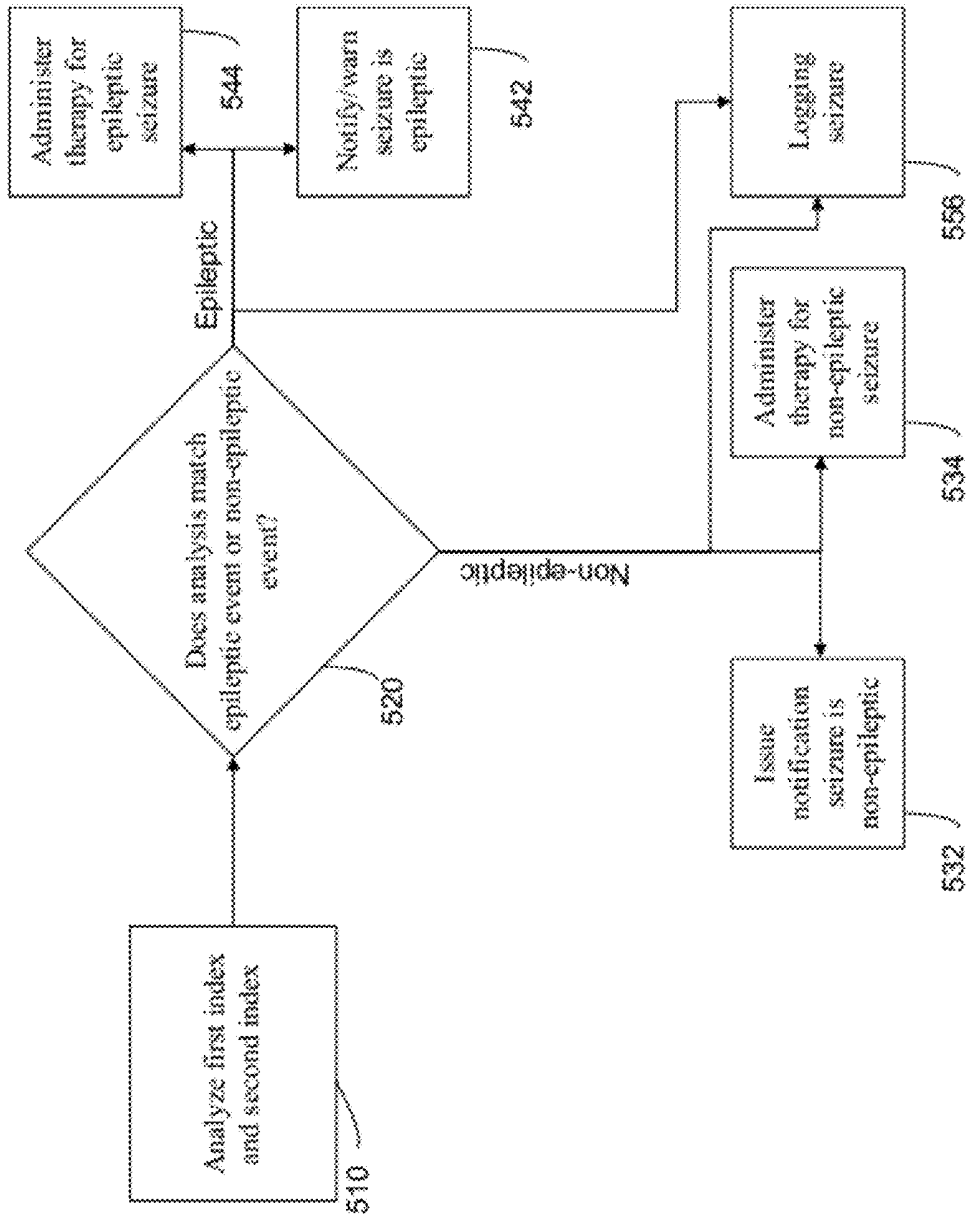 Analyze first index
and second index
510
Does analysis match
epileptic event or non-epileptic
event?
520
Epileptic
Non-epileptic
Administer
therapy for
epileptic
seizure
544
Notify/warn
seizure is
epileptic
542
Issue
notification
seizure is
non-epileptic
532
Administer
therapy for
non-epileptic
seizure
534
Logging
seizure
556